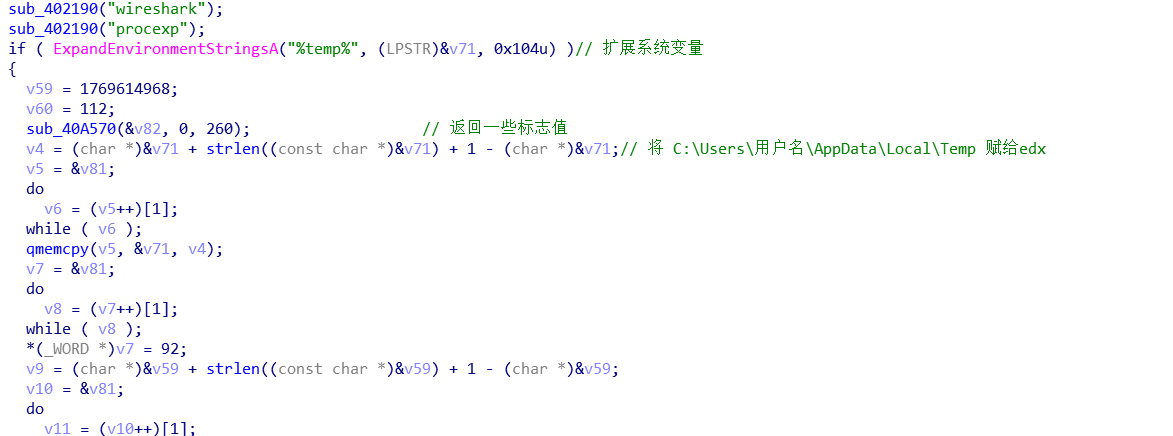 sub_402190("wireshark");
sub_402190("procexp");
if ( ExpandEnvironmentStringsA("%temp%", (LPSTR)&v71, 0x104u) )// 扩展系统变量
{
v59 = 1769614968;
v60 = 112;
sub_40A570(&v82, 0, 260); // 返回一些标志值
v4 = (char *)&v71 + strlen((const char *)&v71) + 1 - (char *)&v71;// 将 C:\Users\用户名\AppData\Local\Temp 赋给edx
v5 = &v81;
do
v6 = (v5++)[1];
while ( v6 );
qmemcpy(v5, &v71, v4);
v7 = &v81;
do
v8 = (v7++)[1];
while ( v8 );
*(_WORD *)v7 = 92;
v9 = (char *)&v59 + strlen((const char *)&v59) + 1 - (char *)&v59;
v10 = &v81;
do
v11 = (v10++)[1];